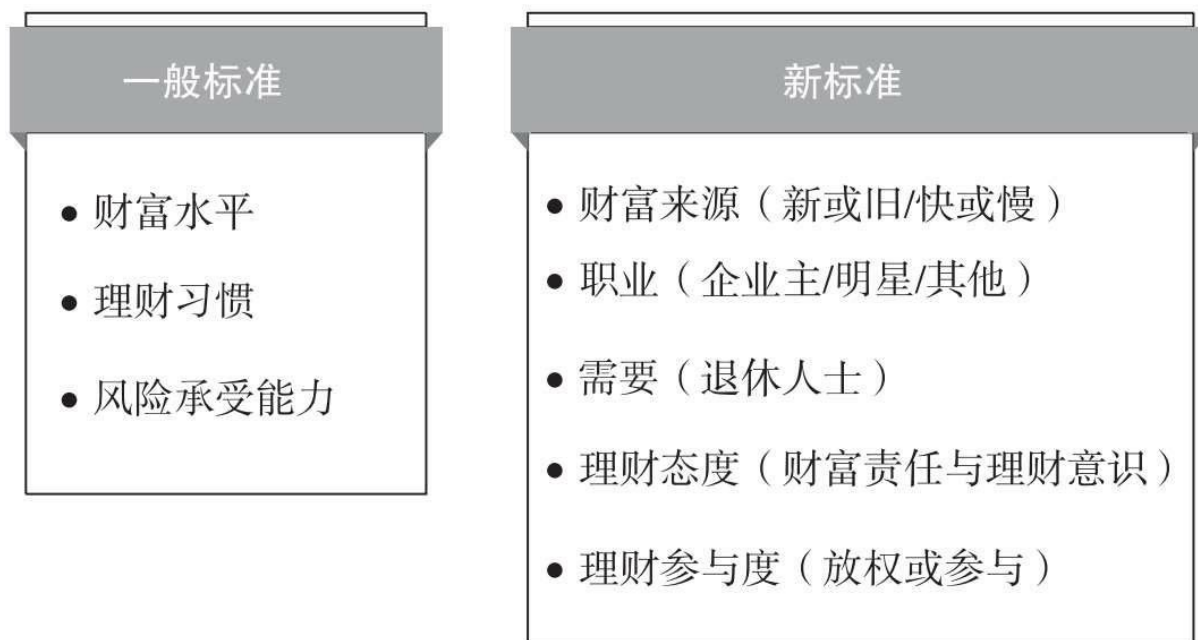 一般标准
• 财富水平
• 理财习惯
• 风险承受能力
新标准
• 财富来源（新或旧/快或慢）
• 职业（企业主/明星/其他）
• 需要（退休人士）
• 理财态度（财富责任与理财意识）
• 理财参与度（放权或参与）